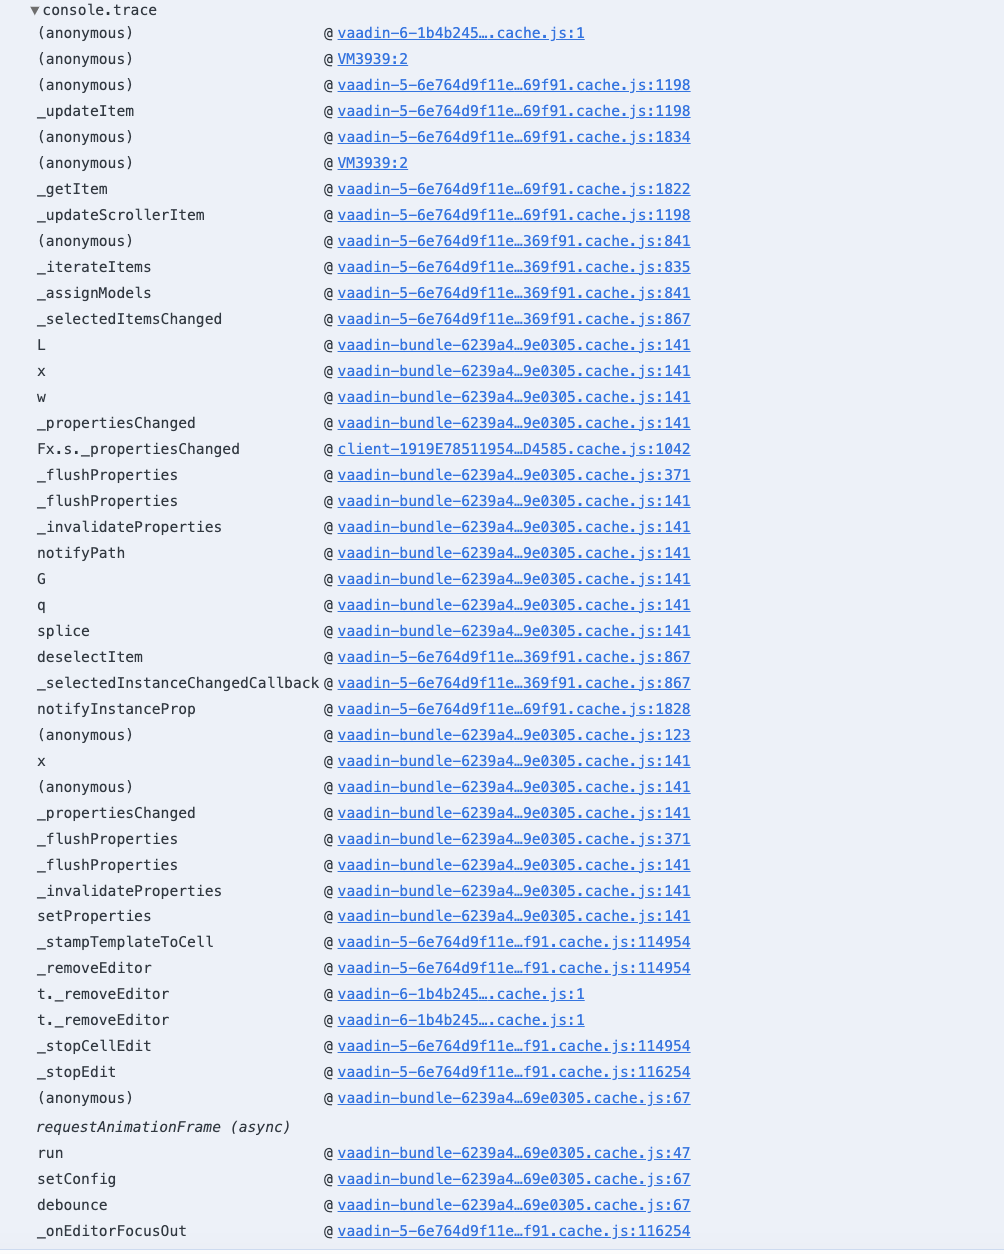 ▼console.trace
(anonymous) @ vaadin-6-1b4b245….cache.js:1
(anonymous) @ VM3939:2
(anonymous) @ vaadin-5-6e764d9f11e…69f91.cache.js:1198
_updateItem @ vaadin-5-6e764d9f11e…69f91.cache.js:1198
(anonymous) @ vaadin-5-6e764d9f11e…69f91.cache.js:1834
(anonymous) @ VM3939:2
_getItem @ vaadin-5-6e764d9f11e…69f91.cache.js:1822
_updateScrollerItem @ vaadin-5-6e764d9f11e…69f91.cache.js:1198
(anonymous) @ vaadin-5-6e764d9f11e…369f91.cache.js:841
_iterateItems @ vaadin-5-6e764d9f11e…369f91.cache.js:835
_assignModels @ vaadin-5-6e764d9f11e…369f91.cache.js:841
_selectedItemsChanged @ vaadin-5-6e764d9f11e…369f91.cache.js:867
L @ vaadin-bundle-6239a4…9e0305.cache.js:141
x @ vaadin-bundle-6239a4…9e0305.cache.js:141
w @ vaadin-bundle-6239a4…9e0305.cache.js:141
_propertiesChanged @ vaadin-bundle-6239a4…9e0305.cache.js:141
Fx.s._propertiesChanged @ client-1919E78511954…D4585.cache.js:1042
_flushProperties @ vaadin-bundle-6239a4…9e0305.cache.js:371
_flushProperties @ vaadin-bundle-6239a4…9e0305.cache.js:141
_invalidateProperties @ vaadin-bundle-6239a4…9e0305.cache.js:141
notifyPath @ vaadin-bundle-6239a4…9e0305.cache.js:141
G @ vaadin-bundle-6239a4…9e0305.cache.js:141
q @ vaadin-bundle-6239a4…9e0305.cache.js:141
splice @ vaadin-bundle-6239a4…9e0305.cache.js:141
deselectItem @ vaadin-5-6e764d9f11e…369f91.cache.js:867
_selectedInstanceChangedCallback @ vaadin-5-6e764d9f11e…369f91.cache.js:867
notifyInstanceProp @ vaadin-5-6e764d9f11e…69f91.cache.js:1828
(anonymous) @ vaadin-bundle-6239a4…9e0305.cache.js:123
x @ vaadin-bundle-6239a4…9e0305.cache.js:141
(anonymous) @ vaadin-bundle-6239a4…9e0305.cache.js:141
_propertiesChanged @ vaadin-bundle-6239a4…9e0305.cache.js:141
_flushProperties @ vaadin-bundle-6239a4…9e0305.cache.js:371
_flushProperties @ vaadin-bundle-6239a4…9e0305.cache.js:141
_invalidateProperties @ vaadin-bundle-6239a4…9e0305.cache.js:141
setProperties @ vaadin-bundle-6239a4…9e0305.cache.js:141
_stampTemplateToCell @ vaadin-5-6e764d9f11e…f91.cache.js:114954
_removeEditor @ vaadin-5-6e764d9f11e…f91.cache.js:114954
t._removeEditor @ vaadin-6-1b4b245….cache.js:1
t._removeEditor @ vaadin-6-1b4b245….cache.js:1
_stopCellEdit @ vaadin-5-6e764d9f11e…f91.cache.js:114954
_stopEdit @ vaadin-5-6e764d9f11e…f91.cache.js:116254
(anonymous) @ vaadin-bundle-6239a4…69e0305.cache.js:67
requestAnimationFrame (async)
run @ vaadin-bundle-6239a4…69e0305.cache.js:47
setConfig @ vaadin-bundle-6239a4…69e0305.cache.js:67
debounce @ vaadin-bundle-6239a4…69e0305.cache.js:67
_onEditorFocusOut @ vaadin-5-6e764d9f11e…f91.cache.js:116254